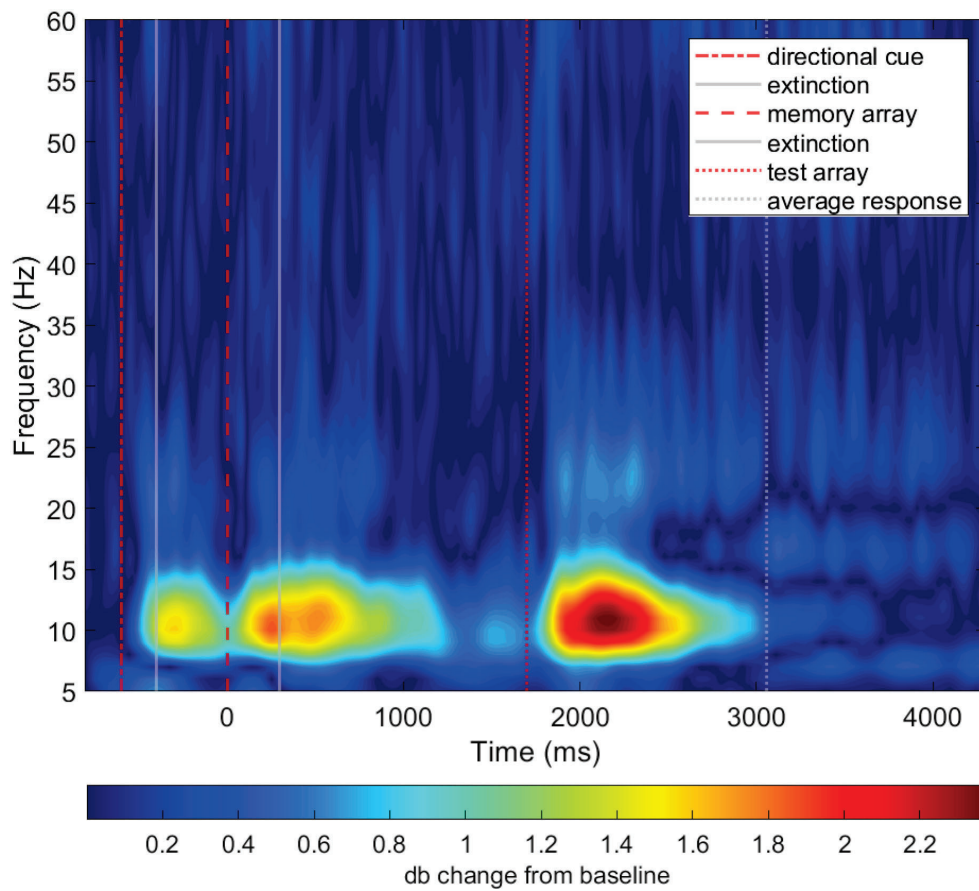 60
55
50
45
40
35
30
25
20
15
10
5
Frequency (Hz)
directional cue
extinction
memory array
extinction
test array
average response
0 1000 2000 3000 4000
Time (ms)
0.2 0.4 0.6 0.8 1 1.2 1.4 1.6 1.8 2 2.2
db change from baseline